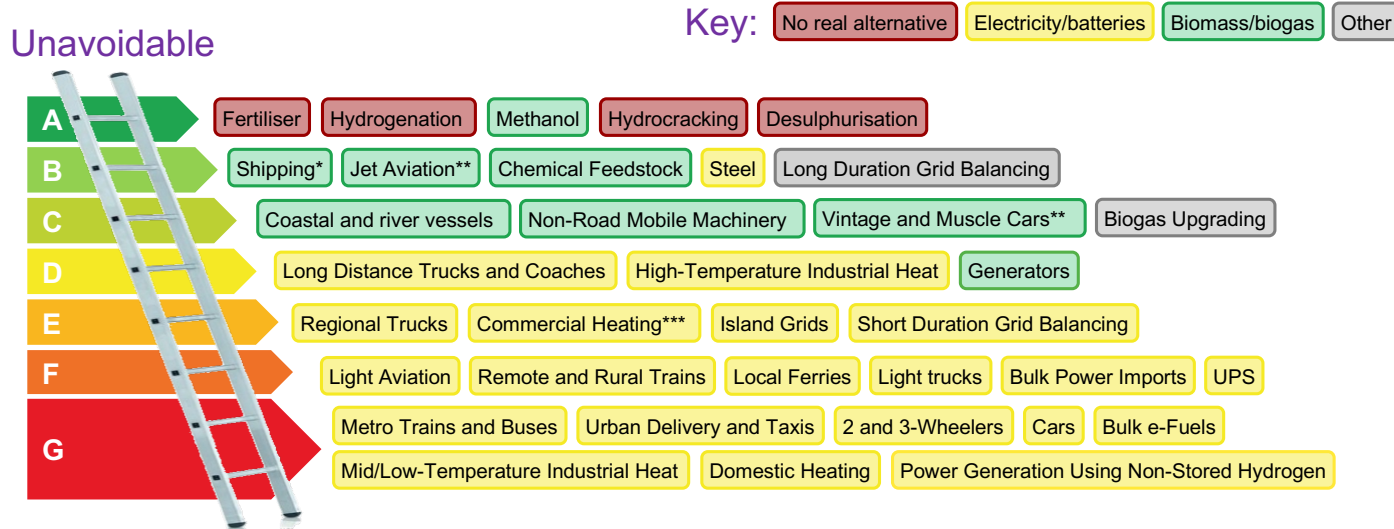 Key: No real alternative Electricity/batteries Biomass/biogas Other
Unavoidable
A Fertiliser Hydrogenation Methanol Hydrocracking Desulphurisation
B Shipping* Jet Aviation** Chemical Feedstock Steel Long Duration Grid Balancing
C Coastal and river vessels Non-Road Mobile Machinery Vintage and Muscle Cars** Biogas Upgrading
D Long Distance Trucks and Coaches High-Temperature Industrial Heat Generators
E Regional Trucks Commercial Heating*** Island Grids Short Duration Grid Balancing
F Light Aviation Remote and Rural Trains Local Ferries Light trucks Bulk Power Imports UPS
G Metro Trains and Buses Urban Delivery and Taxis 2 and 3-Wheelers Cars Bulk e-Fuels
Mid/Low-Temperature Industrial Heat Domestic Heating Power Generation Using Non-Stored Hydrogen